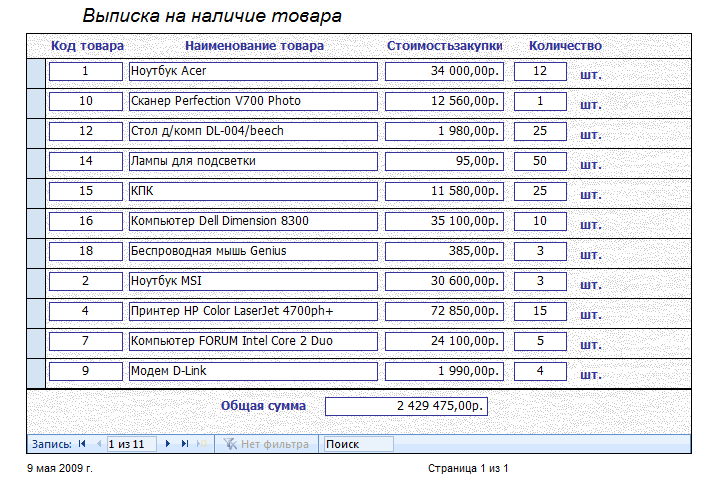 Выписка на наличие товара
Код товара Наименование товара Стоимостьзакупки Количество
1 Ноутбук Acer 34 000,00р. 12 шт.
10 Сканер Perfection V700 Photo 12 560,00р. 1 шт.
12 Стол д/комп DL-004/beech 1 980,00р. 25 шт.
14 Лампы для подсветки 95,00р. 50 шт.
15 КПК 11 580,00р. 25 шт.
16 Компьютер Dell Dimension 8300 35 100,00р. 10 шт.
18 Беспроводная мышь Genius 385,00р. 3 шт.
2 Ноутбук MSI 30 600,00р. 3 шт.
4 Принтер HP Color LaserJet 4700ph+ 72 850,00р. 15 шт.
7 Компьютер FORUM Intel Core 2 Duo 24 100,00р. 5 шт.
9 Модем D-Link 1 990,00р. 4 шт.
Общая сумма 2 429 475,00р.
Запись: 1 из 11 Нет фильтра Поиск
9 мая 2009 г. Страница 1 из 1